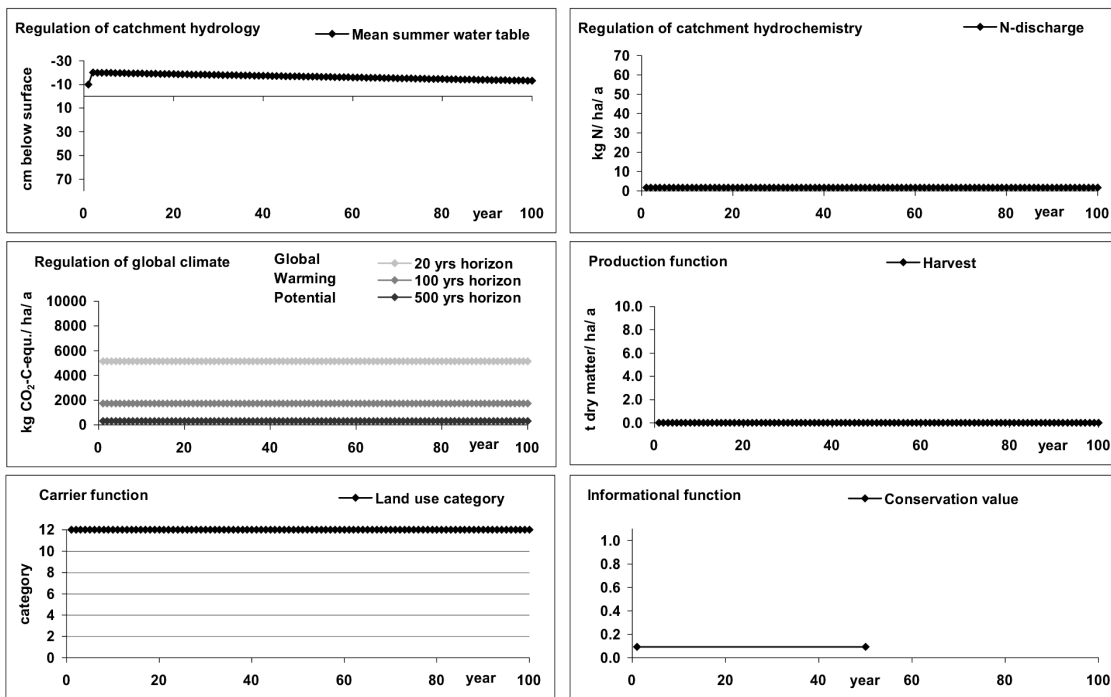 Regulation of catchment hydrology
Mean summer water table
cm below surface
-30
-10
10
30
50
70
0 20 40 60 80 year 100
Regulation of catchment hydrochemistry
N-discharge
kg N/ ha/ a
70
60
50
40
30
20
10
0
0 20 40 60 80 year 100
Regulation of global climate
Global Warming Potential
20 yrs horizon
100 yrs horizon
500 yrs horizon
kg CO₂-C-equ./ ha/ a
10000
8000
6000
4000
2000
0
0 20 40 60 80 year 100
Production function
Harvest
t dry matter/ ha/ a
10.0
8.0
6.0
4.0
2.0
0.0
0 20 40 60 80 year 100
Carrier function
Land use category
category
12
10
8
6
4
2
0
0 20 40 60 80 year 100
Informational function
Conservation value
1.0
0.8
0.6
0.4
0.2
0.0
0 20 40 year 60 80 100